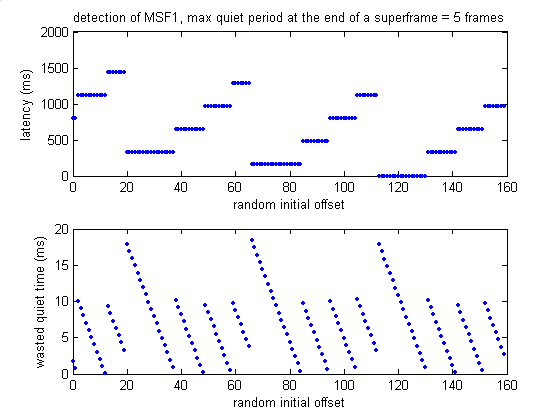 detection of MSF1, max quiet period at the end of a superframe = 5 frames
2000
1500
1000
500
0
latency (ms)
0 20 40 60 80 100 120 140 160
random initial offset
20
15
10
5
0
wasted quiet time (ms)
0 20 40 60 80 100 120 140 160
random initial offset